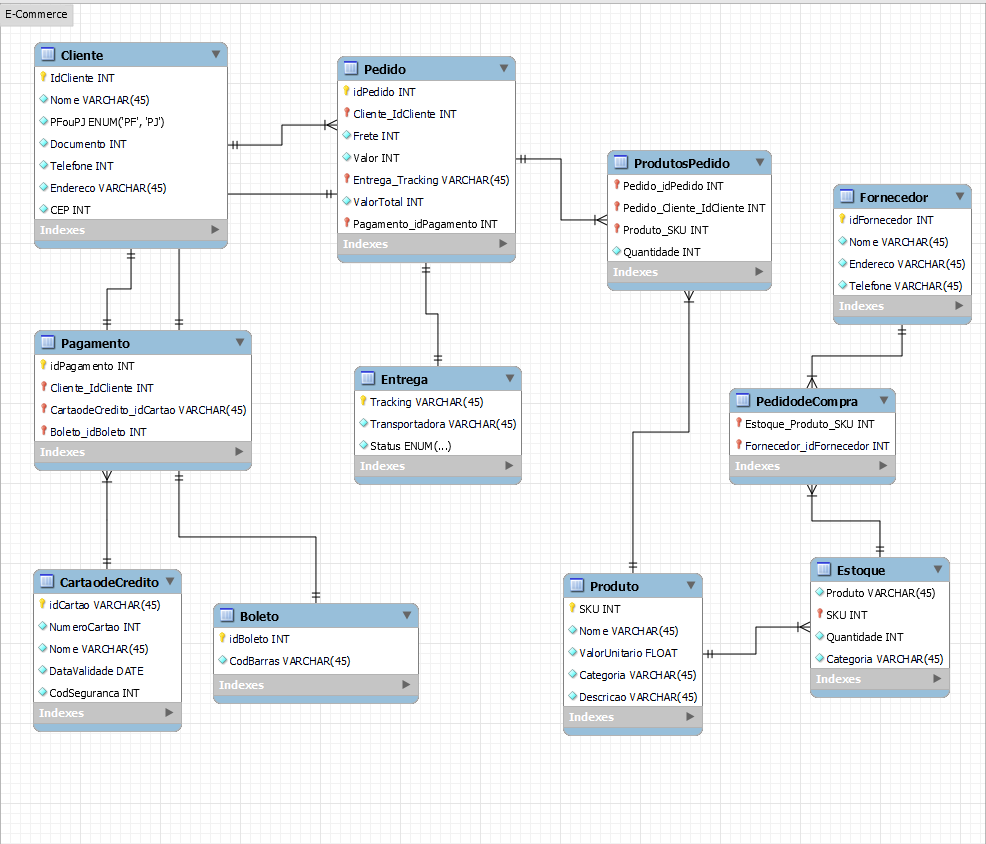 E-Commerce
Cliente
IdCliente INT
Nome VARCHAR(45)
PFouPJ ENUM('PF', 'PJ')
Documento INT
Telefone INT
Endereco VARCHAR(45)
CEP INT
Indexes
Pedido
idPedido INT
Cliente_IdCliente INT
Frete INT
Valor INT
Entrega_Tracking VARCHAR(45)
ValorTotal INT
Pagamento_idPagamento INT
Indexes
ProdutosPedido
Pedido_idPedido INT
Pedido_Cliente_IdCliente INT
Produto_SKU INT
Quantidade INT
Indexes
Fornecedor
idFornecedor INT
Nome VARCHAR(45)
Endereco VARCHAR(45)
Telefone VARCHAR(45)
Indexes
Pagamento
idPagamento INT
Cliente_IdCliente INT
CartaodeCredito_idCartao VARCHAR(45)
Boleto_idBoleto INT
Indexes
Entrega
Tracking VARCHAR(45)
Transportadora VARCHAR(45)
Status ENUM(...)
Indexes
PedidodeCompra
Estoque_Produto_SKU INT
Fornecedor_idFornecedor INT
Indexes
CartaodeCredito
idCartao VARCHAR(45)
NumeroCartao INT
Nome VARCHAR(45)
DataValidade DATE
CodSeguranca INT
Indexes
Boleto
idBoleto INT
CodBarras VARCHAR(45)
Indexes
Produto
SKU INT
Nome VARCHAR(45)
ValorUnitario FLOAT
Categoria VARCHAR(45)
Descricao VARCHAR(45)
Indexes
Estoque
Produto VARCHAR(45)
SKU INT
Quantidade INT
Categoria VARCHAR(45)
Indexes